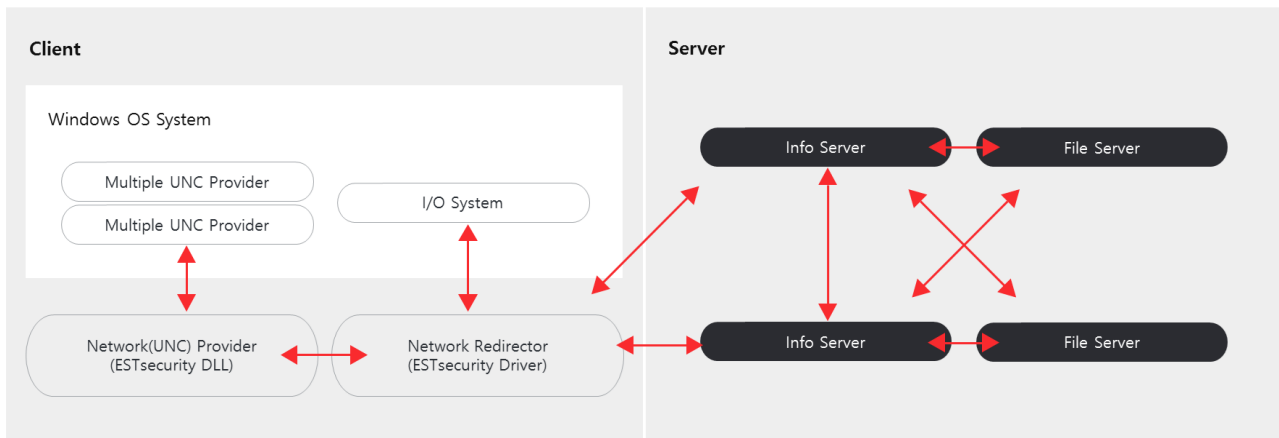 Client
Server
Windows OS System
Multiple UNC Provider
Multiple UNC Provider
I/O System
Network(UNC) Provider
(ESTsecurity DLL)
Network Redirector
(ESTsecurity Driver)
Info Server
File Server
Info Server
File Server